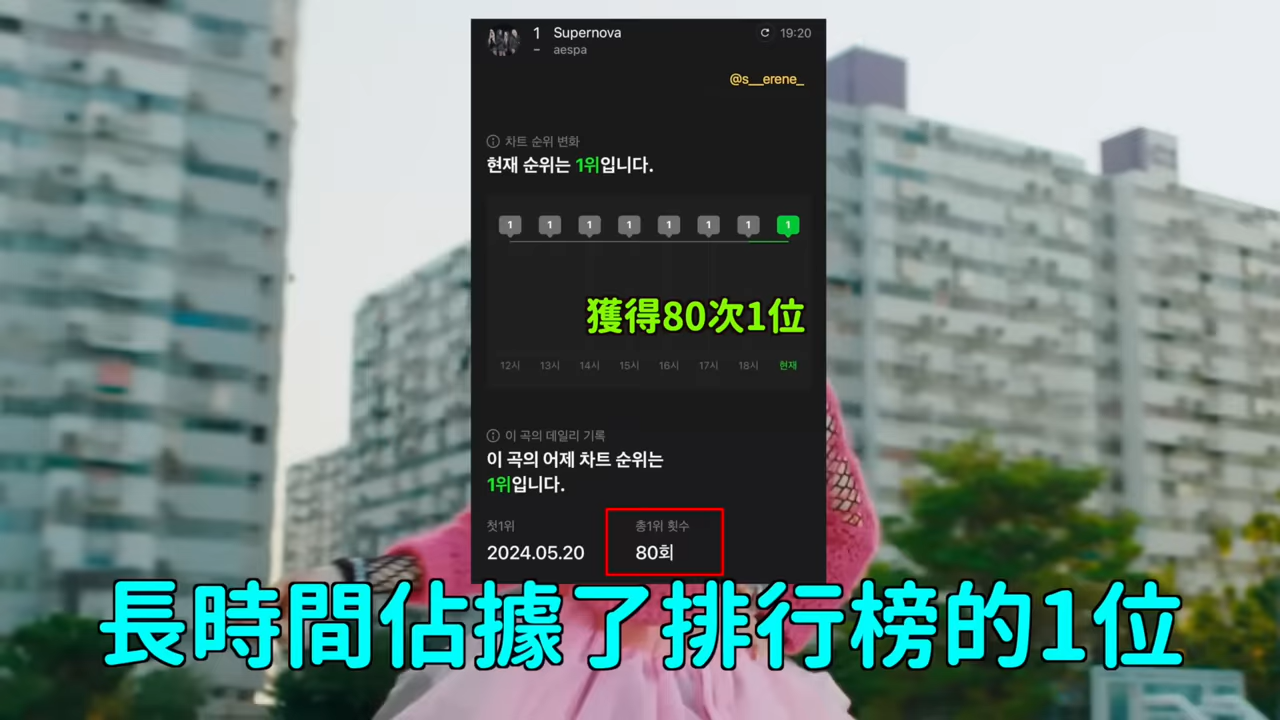 1 Supernova 19:20
– aespa
@s__erene_
차트 순위 변화
현재 순위는 1위입니다.
1 1 1 1 1 1 1 1
獲得80次1位
12시 13시 14시 15시 16시 17시 18시 현재
이 곡의 데일리 기록
이 곡의 어제 차트 순위는
1위입니다.
첫1위 총1위 횟수
2024.05.20 80회
長時間佔據了排行榜的1位